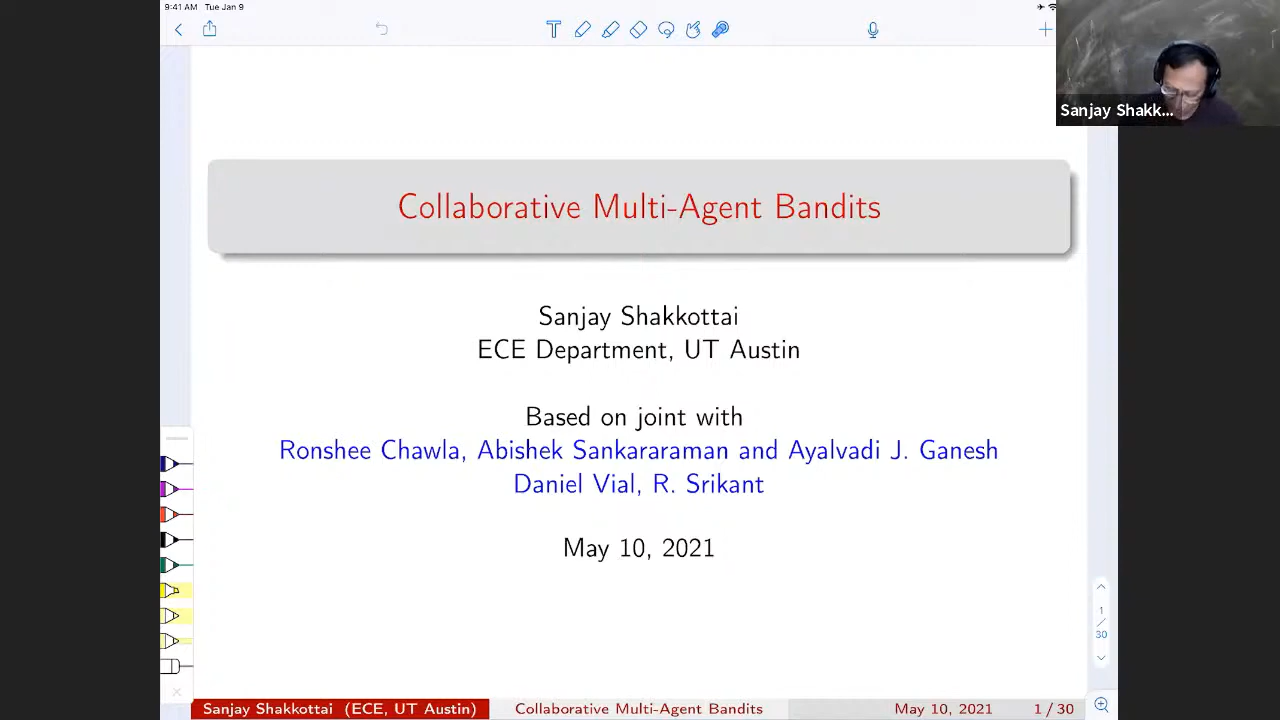 9:41 AM Tue Jan 9
Sanjay Shakk...
Collaborative Multi-Agent Bandits
Sanjay Shakkottai
ECE Department, UT Austin
Based on joint with
Ronshee Chawla, Abishek Sankararaman and Ayalvadi J. Ganesh
Daniel Vial, R. Srikant
May 10, 2021
1
/
30
Sanjay Shakkottai (ECE, UT Austin) Collaborative Multi-Agent Bandits May 10, 2021 1 / 30